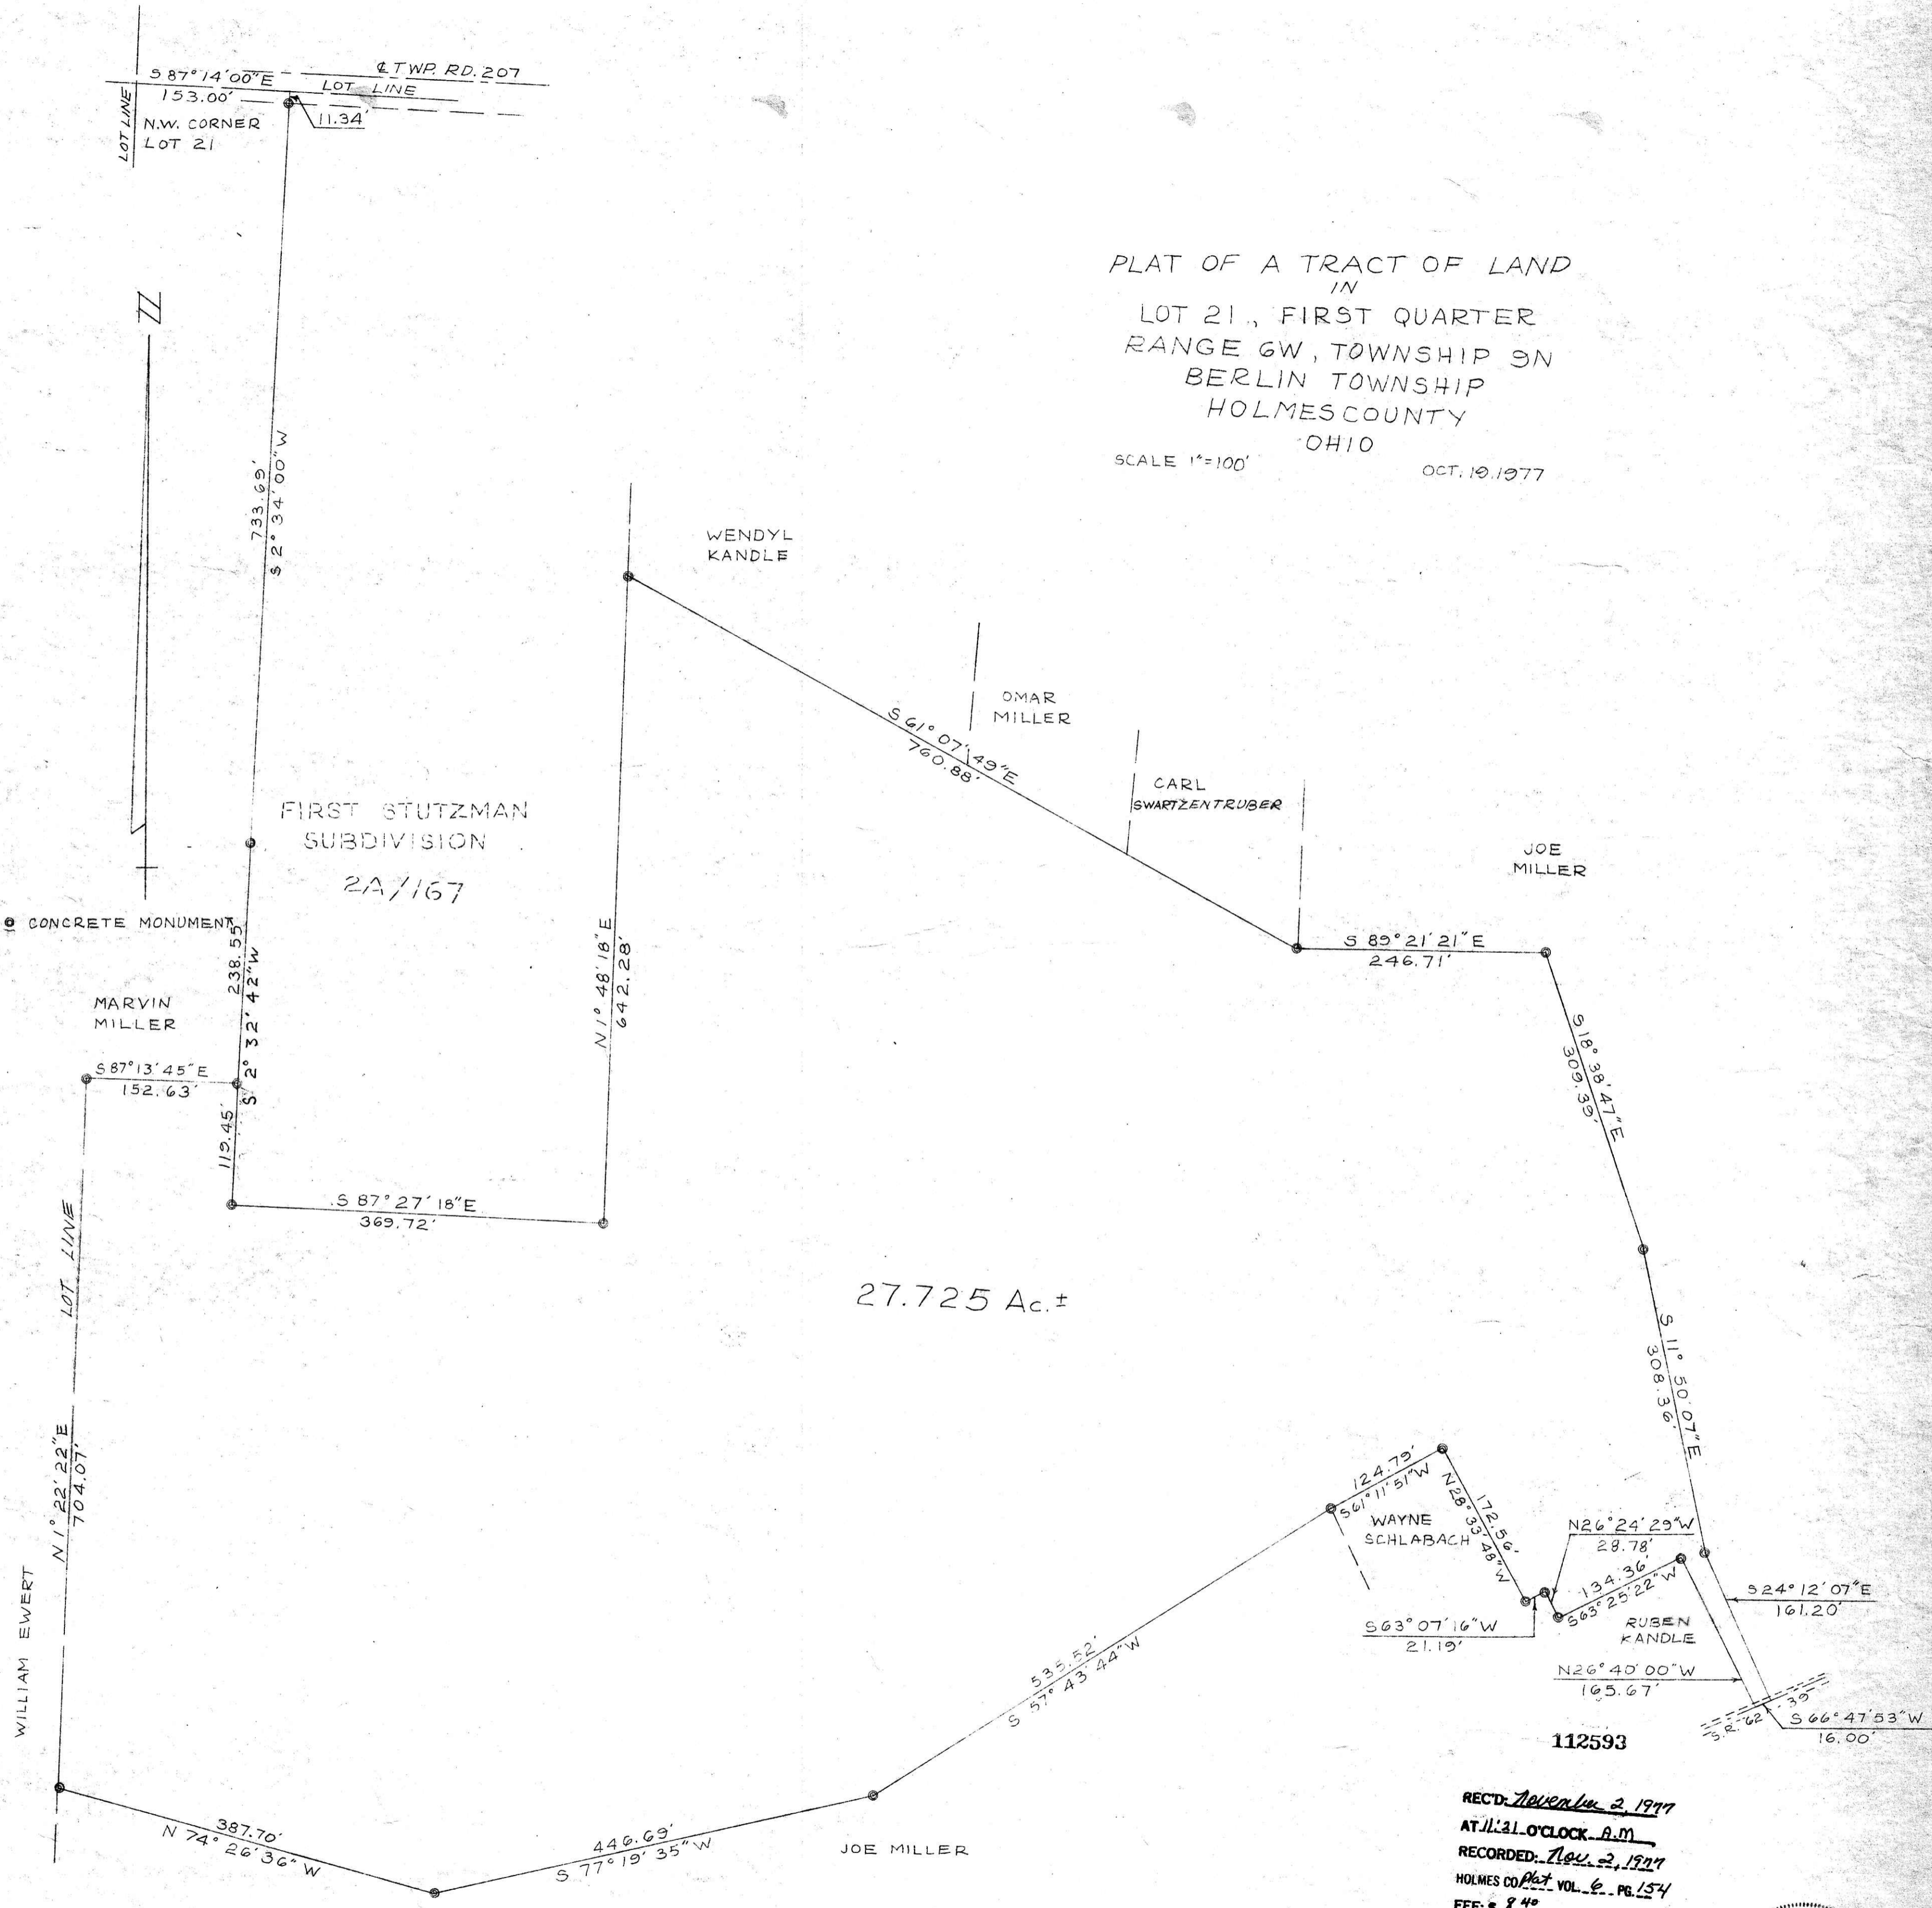 S 87° 14' 00" E
153.00'
℄ TWP. RD. 207
LOT LINE
11.34'
LOT LINE
N.W. CORNER
LOT 21
N
733.69'
S 2° 34' 00" W
PLAT OF A TRACT OF LAND
IN
LOT 21., FIRST QUARTER
RANGE 6W, TOWNSHIP 9N
BERLIN TOWNSHIP
HOLMES COUNTY
OHIO
SCALE 1"=100'
OCT. 19, 1977
WENDYL
KANDLE
OMAR
MILLER
S 61° 07' 49" E
760.88'
CARL
SWARTZENTRUBER
JOE
MILLER
FIRST STUTZMAN
SUBDIVISION
2A/167
CONCRETE MONUMENT
238.55'
S 2° 32' 42" W
N 1° 48' 18" E
642.28'
S 89° 21' 21" E
246.71'
MARVIN
MILLER
S 87° 13' 45" E
152.63'
119.45'
S 18° 38' 47" E
309.39'
S 87° 27' 18" E
369.72'
LOT LINE
27.725 Ac.±
S 11° 50' 07" E
308.36'
N 1° 22' 22" E
704.07'
124.79'
S 61° 11' 51" W
172.56'
N 28° 33' 48" W
WAYNE
SCHLABACH
N 26° 24' 29" W
28.78'
134.36'
S 63° 25' 22" W
S 24° 12' 07" E
161.20'
S 63° 07' 16" W
21.19'
RUBEN
KANDLE
N 26° 40' 00" W
165.67'
WILLIAM EWERT
535.52'
S 57° 43' 44" W
S.R. 62 - 39
S 66° 47' 53" W
16.00'
112593
387.70'
N 74° 26' 36" W
446.69'
S 77° 19' 35" W
JOE MILLER
REC'D: November 2, 1977
AT 11:21 O'CLOCK A.M
RECORDED: Nov. 2, 1977
HOLMES CO Plat VOL. 6 PG. 154
FEE: $ 8.40